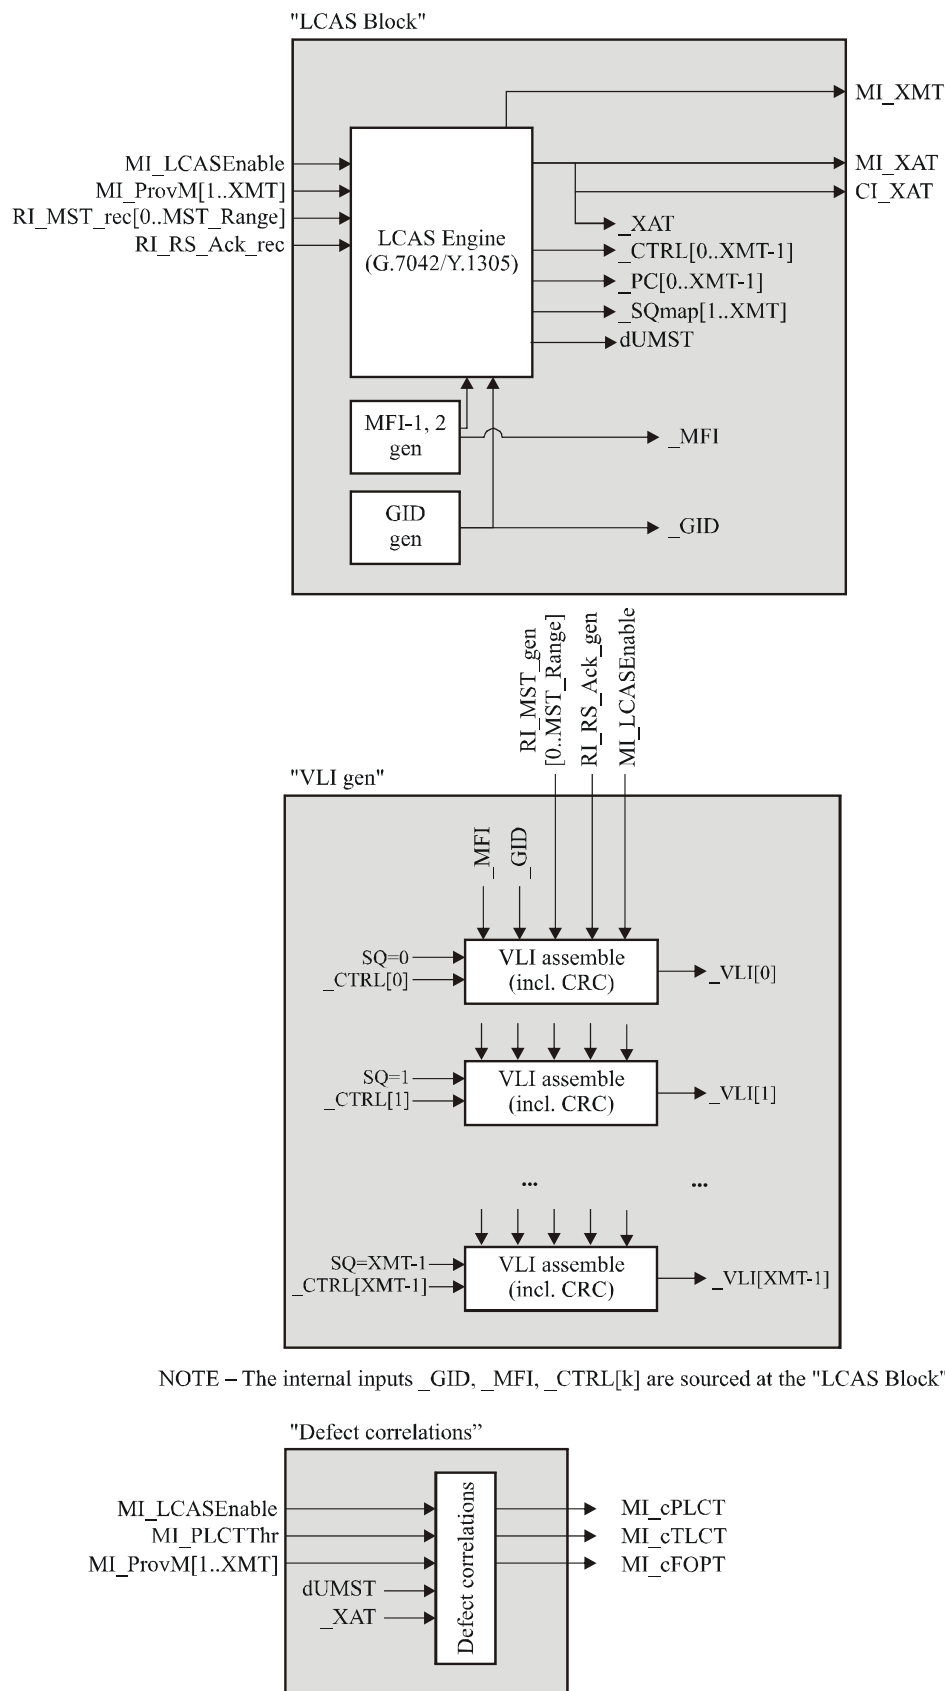 "LCAS Block"
MI_XMT
MI_LCASEnable
MI_ProvM[1..XMT]
RI_MST_rec[0..MST_Range]
RI_RS_Ack_rec
LCAS Engine
(G.7042/Y.1305)
MI_XAT
CI_XAT
_XAT
_CTRL[0..XMT-1]
_PC[0..XMT-1]
_SQmap[1..XMT]
dUMST
MFI-1, 2
gen
_MFI
GID
gen
_GID
RI_MST_gen
[0..MST_Range]
RI_RS_Ack_gen
MI_LCASEnable
"VLI gen"
_MFI
_GID
SQ=0
_CTRL[0]
VLI assemble
(incl. CRC)
_VLI[0]
SQ=1
_CTRL[1]
VLI assemble
(incl. CRC)
_VLI[1]
... ...
SQ=XMT-1
_CTRL[XMT-1]
VLI assemble
(incl. CRC)
_VLI[XMT-1]
NOTE – The internal inputs _GID, _MFI, _CTRL[k] are sourced at the "LCAS Block"
"Defect correlations”
MI_LCASEnable
MI_PLCTThr
MI_ProvM[1..XMT]
dUMST
_XAT
Defect correlations
MI_cPLCT
MI_cTLCT
MI_cFOPT